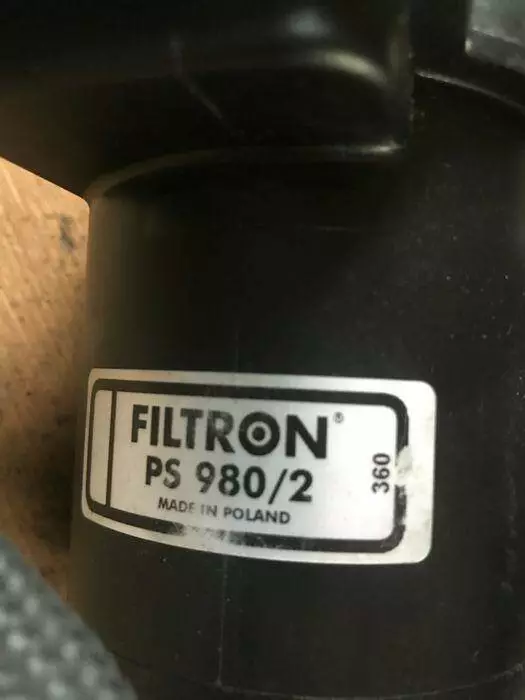 FILTRON®
PS 980/2
MADE IN POLAND
360